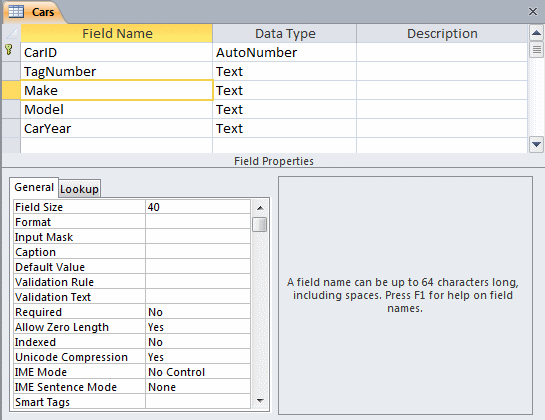 Cars
Field Name Data Type Description
CarID AutoNumber
TagNumber Text
Make Text
Model Text
CarYear Text
Field Properties
General Lookup
Field Size 40
Format
Input Mask
Caption
Default Value
Validation Rule
Validation Text
Required No
Allow Zero Length Yes
Indexed No
Unicode Compression Yes
IME Mode No Control
IME Sentence Mode None
Smart Tags
A field name can be up to 64 characters long,
including spaces. Press F1 for help on field
names.